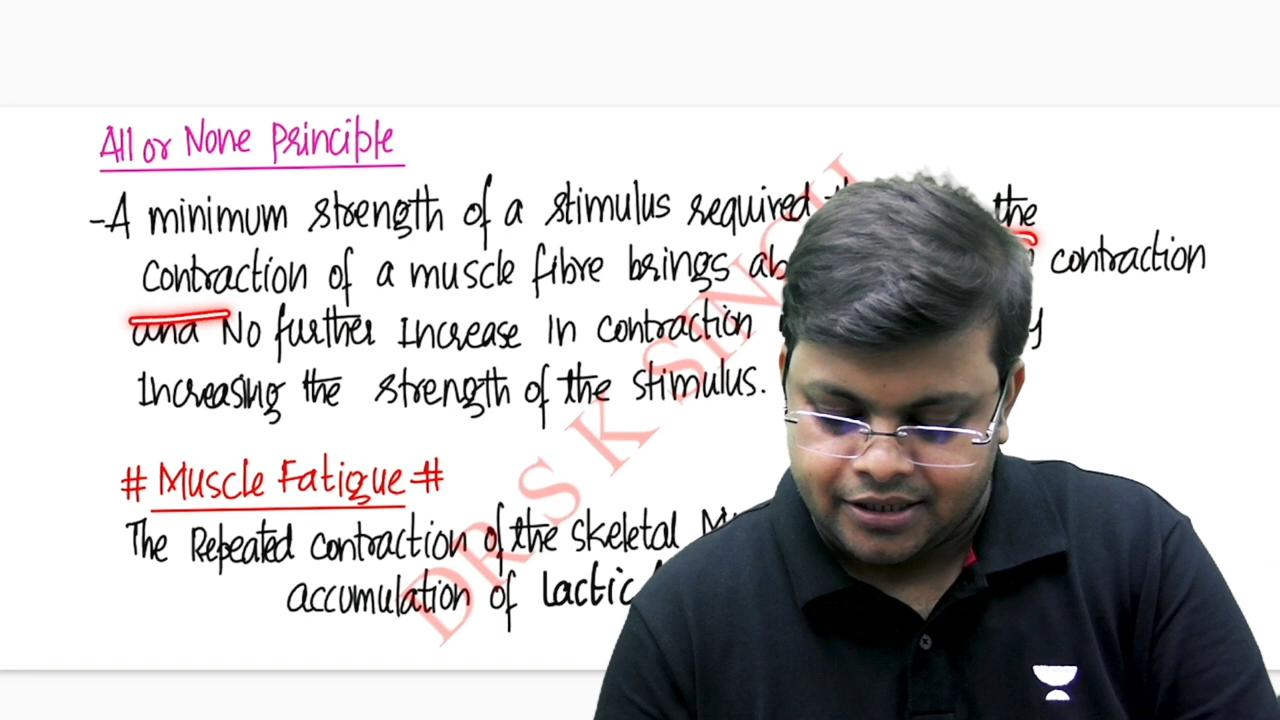 All or None Principle
-A minimum strength of a stimulus required the
contraction of a muscle fibre brings contraction
and No further Increase In contraction
Increasing the strength of the stimulus.
# Muscle Fatigue #
The Repeated contraction of the skeletal
accumulation of Lactic
DR S K SINGH